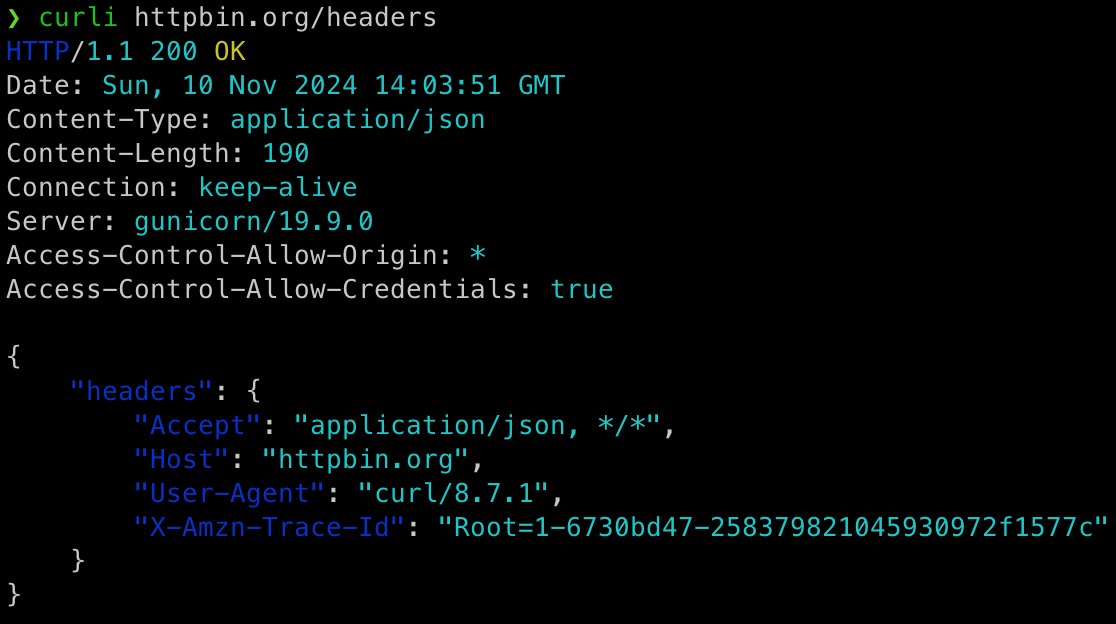 ❯ curli httpbin.org/headers
HTTP/1.1 200 OK
Date: Sun, 10 Nov 2024 14:03:51 GMT
Content-Type: application/json
Content-Length: 190
Connection: keep-alive
Server: gunicorn/19.9.0
Access-Control-Allow-Origin: *
Access-Control-Allow-Credentials: true

{
    "headers": {
        "Accept": "application/json, */*",
        "Host": "httpbin.org",
        "User-Agent": "curl/8.7.1",
        "X-Amzn-Trace-Id": "Root=1-6730bd47-258379821045930972f1577c"
    }
}